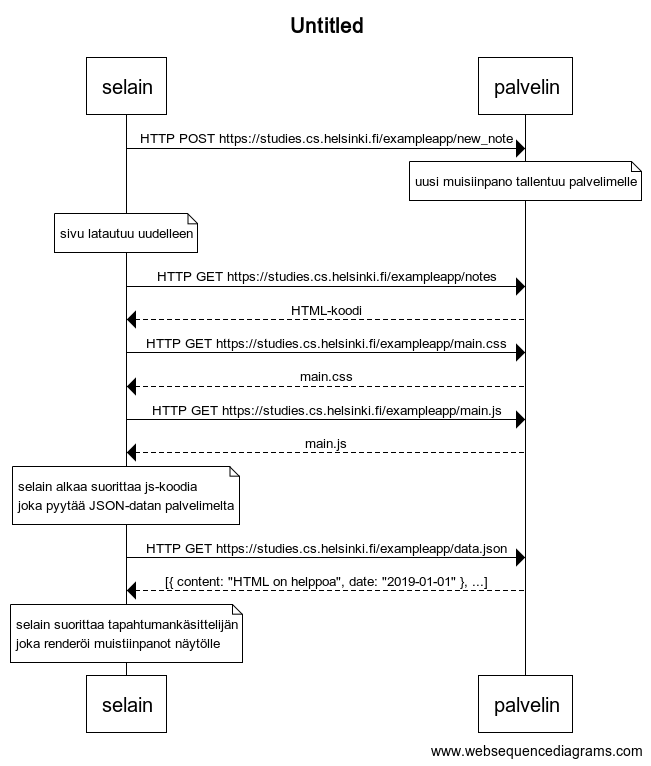 Untitled
selain
palvelin
HTTP POST https://studies.cs.helsinki.fi/exampleapp/new_note
uusi muisiinpano tallentuu palvelimelle
sivu latautuu uudelleen
HTTP GET https://studies.cs.helsinki.fi/exampleapp/notes
HTML-koodi
HTTP GET https://studies.cs.helsinki.fi/exampleapp/main.css
main.css
HTTP GET https://studies.cs.helsinki.fi/exampleapp/main.js
main.js
selain alkaa suorittaa js-koodia
joka pyytää JSON-datan palvelimelta
HTTP GET https://studies.cs.helsinki.fi/exampleapp/data.json
[{ content: "HTML on helppoa", date: "2019-01-01" }, ...]
selain suorittaa tapahtumankäsittelijän
joka renderöi muistiinpanot näytölle
selain
palvelin
www.websequencediagrams.com